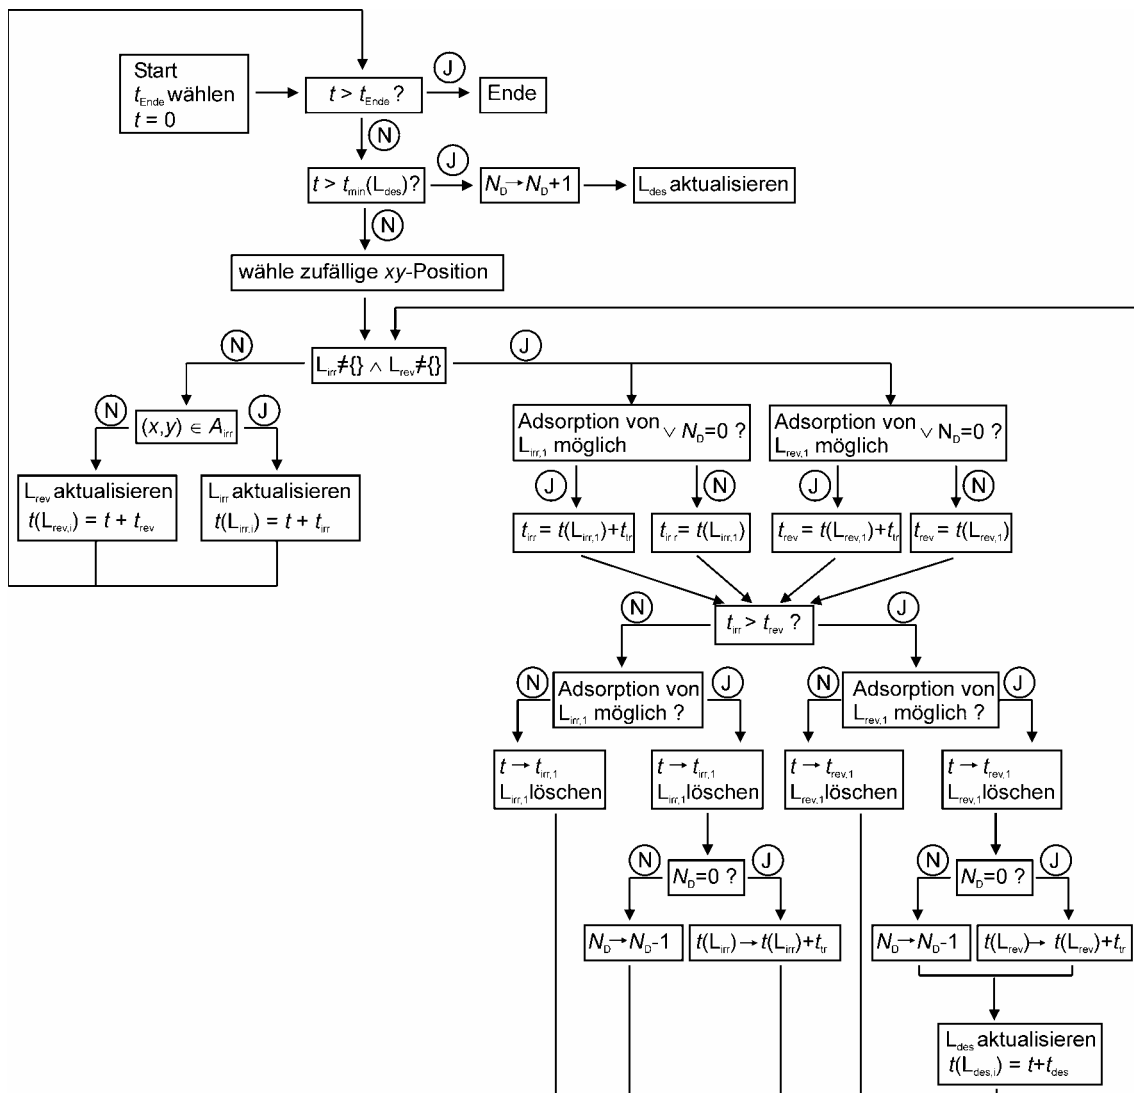 Start
t_Ende wählen
t = 0
t > t_Ende ?
J
Ende
N
t > t_min(L_des)?
J
N_D → N_D+1
L_des aktualisieren
N
wähle zufällige xy-Position
N
L_irr≠{} ∧ L_rev≠{}
J
N
(x,y) ∈ A_irr
J
Adsorption von
L_irr,1 möglich
∨ N_D=0 ?
Adsorption von
L_rev,1 möglich
∨ N_D=0 ?
L_rev aktualisieren
t(L_rev,i) = t + t_rev
L_irr aktualisieren
t(L_irr,i) = t + t_irr
J
N
J
N
t_irr = t(L_irr,1)+t_tr
t_irr = t(L_irr,1)
t_rev = t(L_rev,1)+t_tr
t_rev = t(L_rev,1)
N
t_irr > t_rev ?
J
N
Adsorption von
L_irr,1 möglich ?
J
N
Adsorption von
L_rev,1 möglich ?
J
t → t_irr,1
L_irr,1 löschen
t → t_irr,1
L_irr,1 löschen
t → t_rev,1
L_rev,1 löschen
t → t_rev,1
L_rev,1 löschen
N
N_D=0 ?
J
N
N_D=0 ?
J
N_D → N_D-1
t(L_irr) → t(L_irr)+t_tr
N_D → N_D-1
t(L_rev) → t(L_rev)+t_tr
L_des aktualisieren
t(L_des,i) = t+t_des